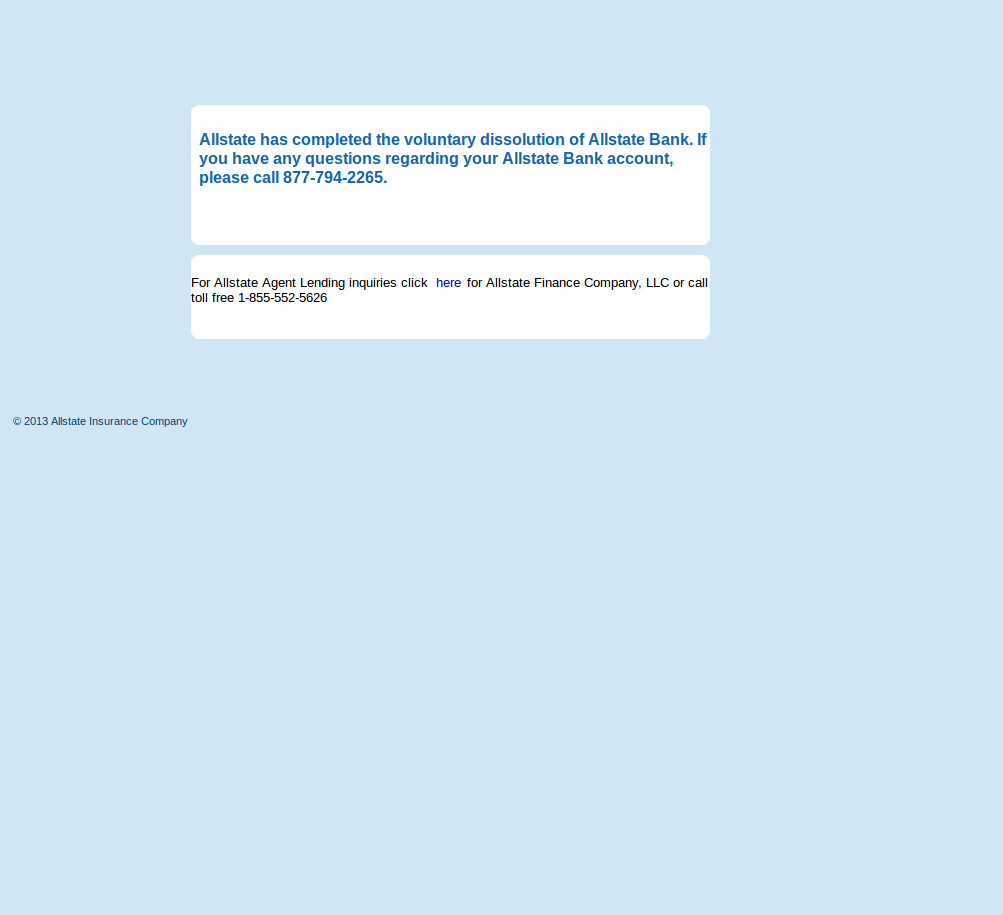 Allstate has completed the voluntary dissolution of Allstate Bank. If
you have any questions regarding your Allstate Bank account,
please call 877-794-2265.
For Allstate Agent Lending inquiries click here for Allstate Finance Company, LLC or call
toll free 1-855-552-5626
© 2013 Allstate Insurance Company